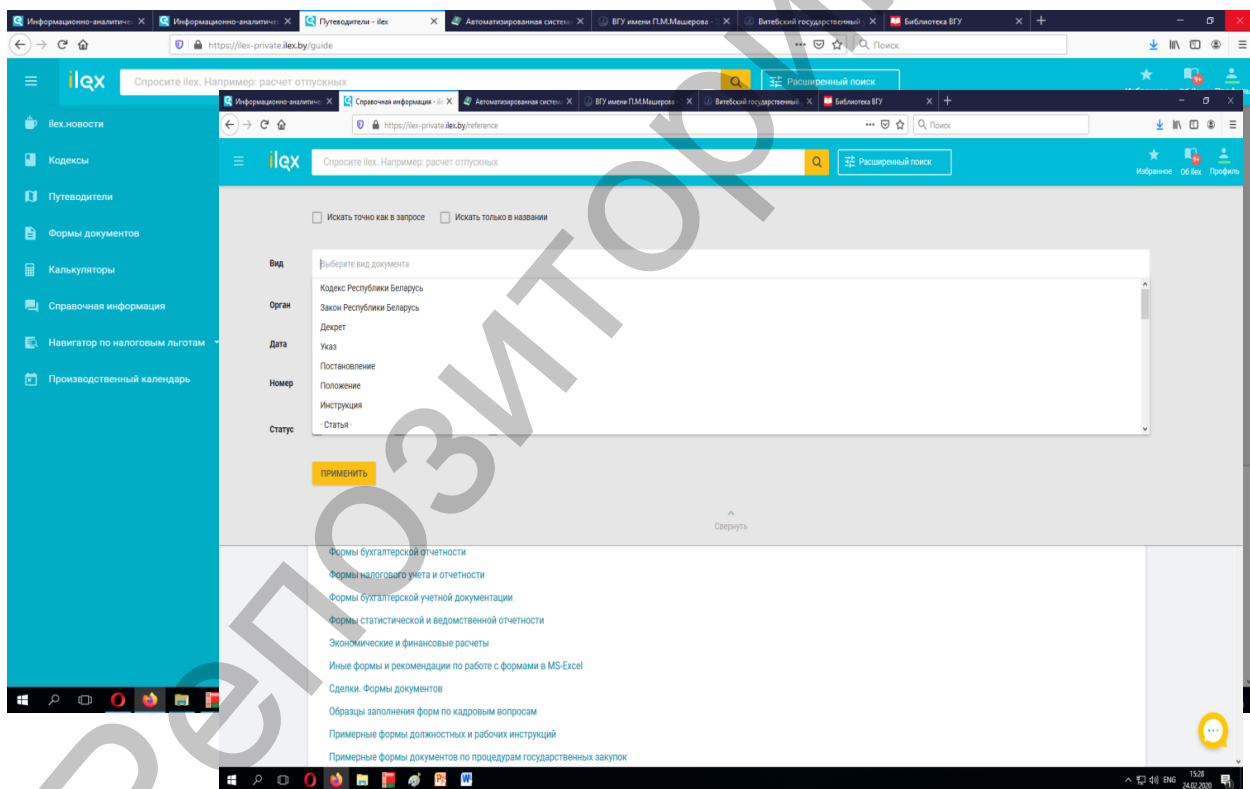 Информационно-аналитичес
Информационно-аналитичес
Путеводители - ilex
Автоматизированная система
ВГУ имени П.М.Машерова -
Витебский государственный
Библиотека ВГУ
https://ilex-private.ilex.by/guide
Поиск
ilex
Спросите ilex. Например: расчет отпускных
Расширенный поиск
ilex.новости
Кодексы
Путеводители
Формы документов
Калькуляторы
Справочная информация
Навигатор по налоговым льготам
Производственный календарь
Информационно-аналитичес
Справочная информация - ile
Автоматизированная система
ВГУ имени П.М.Машерова -
Витебский государственный
Библиотека ВГУ
https://ilex-private.ilex.by/reference
Поиск
ilex
Спросите ilex. Например: расчет отпускных
Расширенный поиск
Избранное
Об ilex
Профиль
Искать точно как в запросе
Искать только в названии
Вид
Выберите вид документа
Кодекс Республики Беларусь
Орган
Закон Республики Беларусь
Декрет
Дата
Указ
Постановление
Номер
Положение
Инструкция
Статус
· Статья ·
ПРИМЕНИТЬ
Свернуть
Формы бухгалтерской отчетности
Формы налогового учета и отчетности
Формы бухгалтерской учетной документации
Формы статистической и ведомственной отчетности
Экономические и финансовые расчеты
Иные формы и рекомендации по работе с формами в MS-Excel
Сделки. Формы документов
Образцы заполнения форм по кадровым вопросам
Примерные формы должностных и рабочих инструкций
Примерные формы документов по процедурам государственных закупок
ENG
15:28
24.02.2020
Репозитори